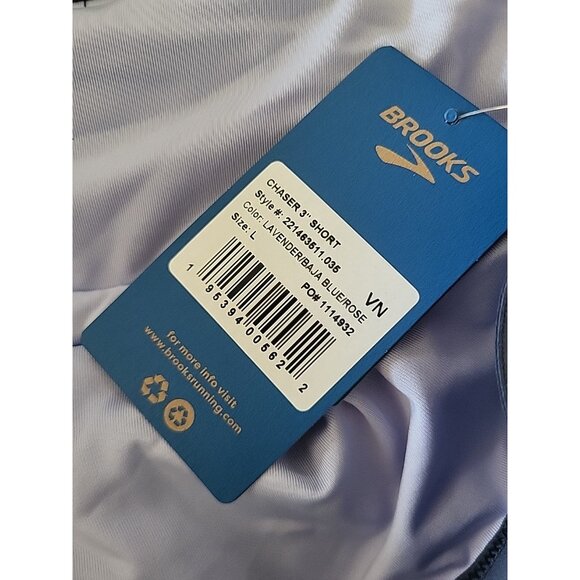 BROOKS
CHASER 3" SHORT
Style #: 221463511.035
Color: LAVENDER/BAJA BLUE/ROSE
Size: L
VN
PO# 1114932
1 95394 00562 2
for more info visit
www.brooksrunning.com